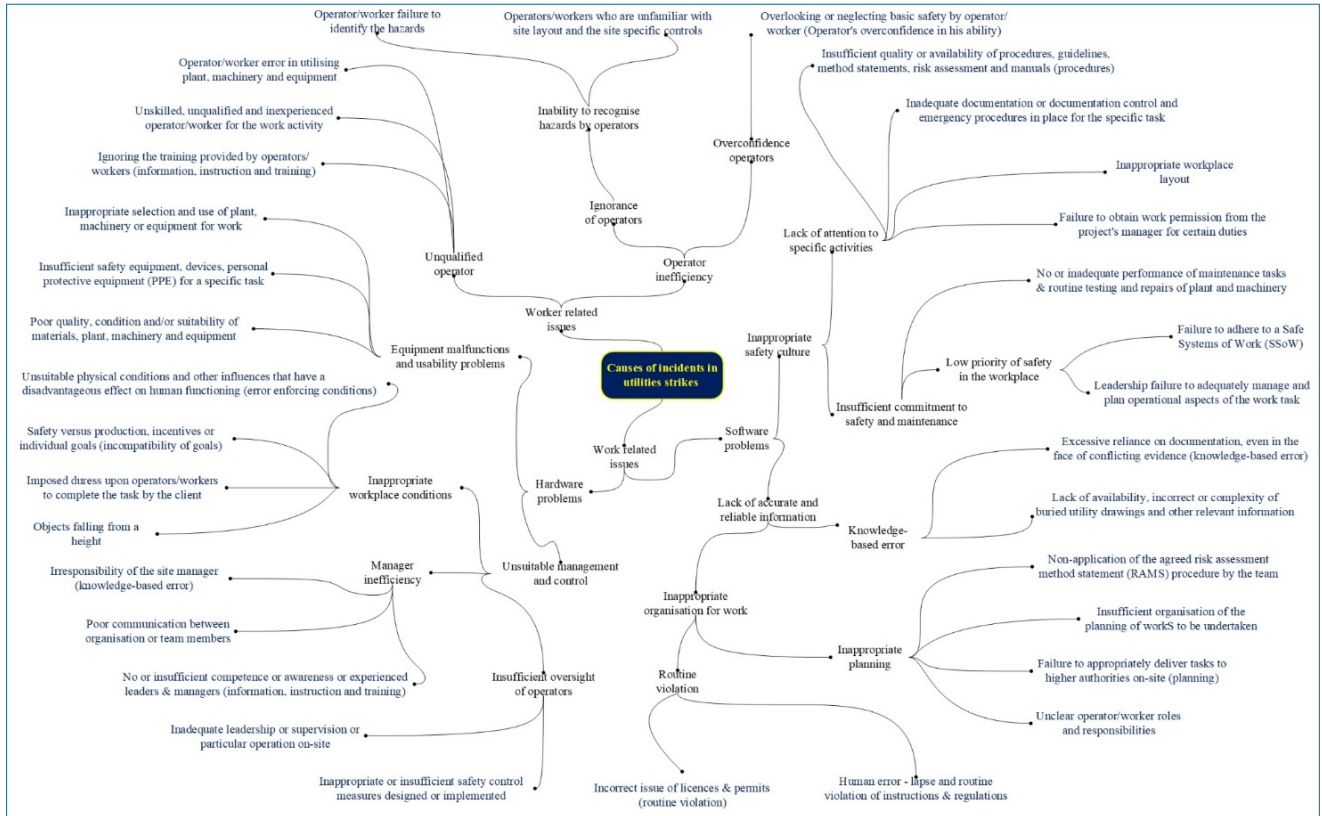 Operator/worker failure to
identify the hazards
Operators/workers who are unfamiliar with
site layout and the site specific controls
Overlooking or neglecting basic safety by operator/
worker (Operator's overconfidence in his ability)
Insufficient quality or availability of procedures, guidelines,
method statements, risk assessment and manuals (procedures)
Operator/worker error in utilising
plant, machinery and equipment
Inability to recognise
hazards by operators
Inadequate documentation or documentation control and
emergency procedures in place for the specific task
Unskilled, unqualified and inexperienced
operator/worker for the work activity
Overconfidence
operators
Ignoring the training provided by operators/
workers (information, instruction and training)
Inappropriate workplace
layout
Ignorance
of operators
Inappropriate selection and use of plant,
machinery or equipment for work
Lack of attention to
specific activities
Failure to obtain work permission from the
project's manager for certain duties
Unqualified
operator
Operator
inefficiency
Insufficient safety equipment, devices, personal
protective equipment (PPE) for a specific task
No or inadequate performance of maintenance tasks
& routine testing and repairs of plant and machinery
Worker related
issues
Poor quality, condition and/or suitability of
materials, plant, machinery and equipment
Inappropriate
safety culture
Failure to adhere to a Safe
Systems of Work (SSoW)
Equipment malfunctions
and usability problems
Causes of incidents in
utilities strikes
Low priority of safety
in the workplace
Unsuitable physical conditions and other influences that have a
disadvantageous effect on human functioning (error enforcing conditions)
Leadership failure to adequately manage and
plan operational aspects of the work task
Insufficient commitment to
safety and maintenance
Safety versus production, incentives or
individual goals (incompatibility of goals)
Software
problems
Work related
issues
Excessive reliance on documentation, even in the
face of conflicting evidence (knowledge-based error)
Imposed duress upon operators/workers
to complete the task by the client
Inappropriate
workplace conditions
Hardware
problems
Lack of accurate and
reliable information
Lack of availability, incorrect or complexity of
buried utility drawings and other relevant information
Objects falling from a
height
Knowledge-
based error
Manager
inefficiency
Unsuitable management
and control
Non-application of the agreed risk assessment
method statement (RAMS) procedure by the team
Irresponsibility of the site manager
(knowledge-based error)
Inappropriate
organisation for work
Insufficient organisation of the
planning of workS to be undertaken
Poor communication between
organisation or team members
Inappropriate
planning
Failure to appropriately deliver tasks to
higher authorities on-site (planning)
No or insufficient competence or awareness or experienced
leaders & managers (information, instruction and training)
Insufficient oversight
of operators
Routine
violation
Unclear operator/worker roles
and responsibilities
Inadequate leadership or supervision or
particular operation on-site
Inappropriate or insufficient safety control
measures designed or implemented
Incorrect issue of licences & permits
(routine violation)
Human error - lapse and routine
violation of instructions & regulations